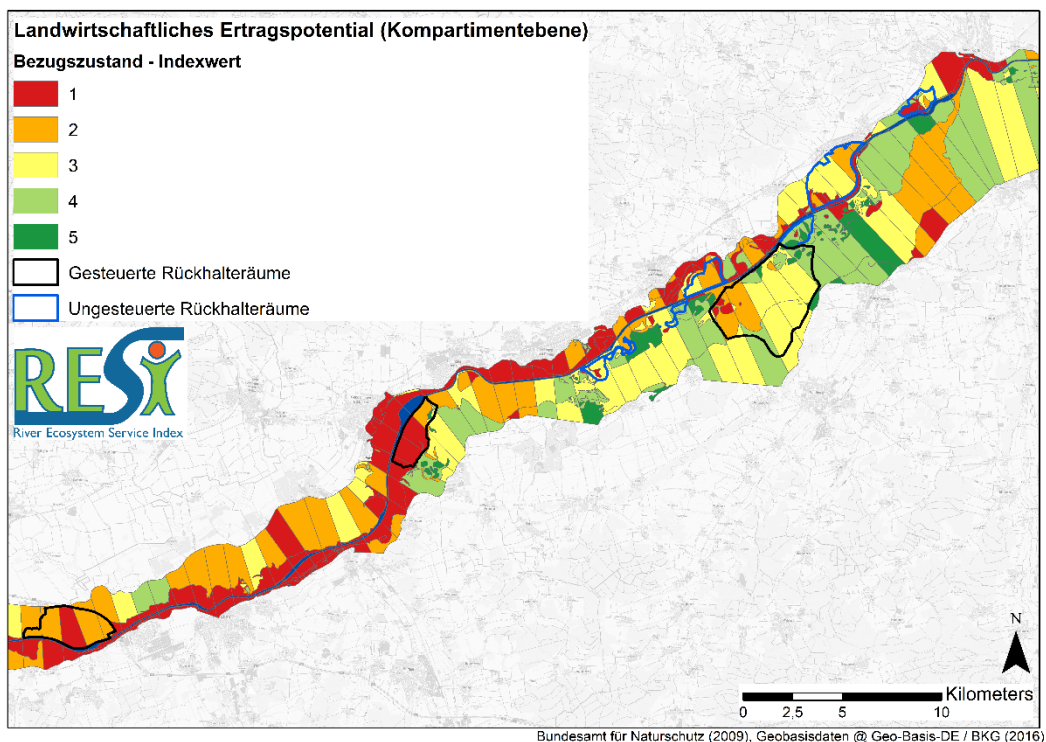 Landwirtschaftliches Ertragspotential (Kompartimentebene)
Bezugszustand - Indexwert
1
2
3
4
5
Gesteuerte Rückhalteräume
Ungesteuerte Rückhalteräume
RESI
River Ecosystem Service Index
N
Kilometers
0 2,5 5 10
Bundesamt für Naturschutz (2009), Geobasisdaten @ Geo-Basis-DE / BKG (2016)